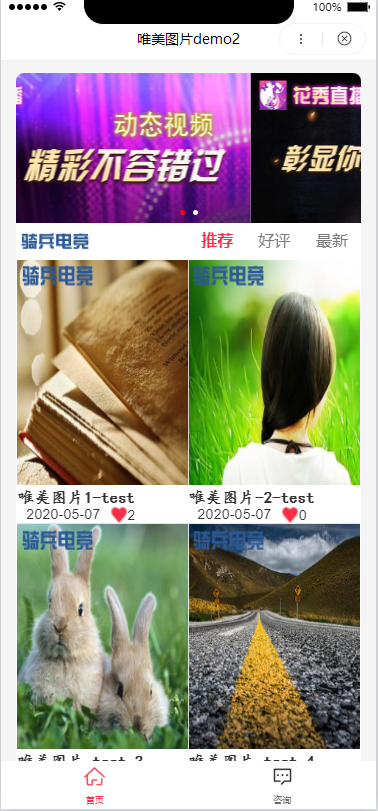 100%
唯美图片demo2
播
动态视频
精彩不容错过
花秀直播
彰显你
骑兵电竞
推荐 好评 最新
骑兵电竞 骑兵电竞
唯美图片1-test 唯美图片-2-test
2020-05-07 2 2020-05-07 0
骑兵电竞 骑兵电竞
唯美图片-test-3 唯美图片-test-4
首页 咨询